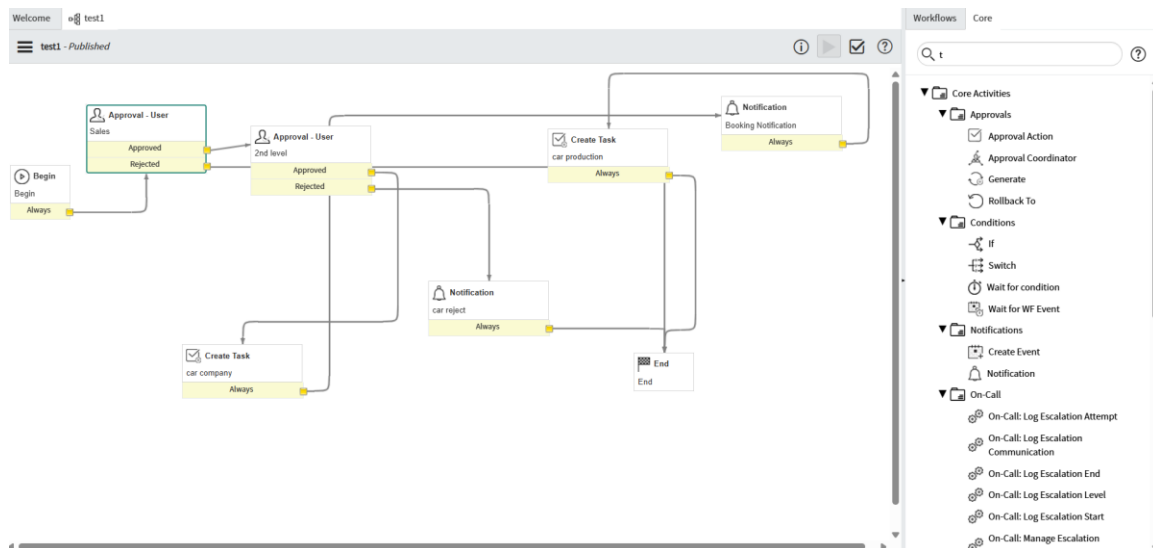 Welcome
test1
Workflows
Core
test1 - Published
t
Approval - User
Sales
Approved
Rejected
Begin
Begin
Always
Approval - User
2nd level
Approved
Rejected
Create Task
car production
Always
Notification
Booking Notification
Always
Notification
car reject
Always
Create Task
car company
Always
End
End
Core Activities
Approvals
Approval Action
Approval Coordinator
Generate
Rollback To
Conditions
If
Switch
Wait for condition
Wait for WF Event
Notifications
Create Event
Notification
On-Call
On-Call: Log Escalation Attempt
On-Call: Log Escalation
Communication
On-Call: Log Escalation End
On-Call: Log Escalation Level
On-Call: Log Escalation Start
On-Call: Manage Escalation